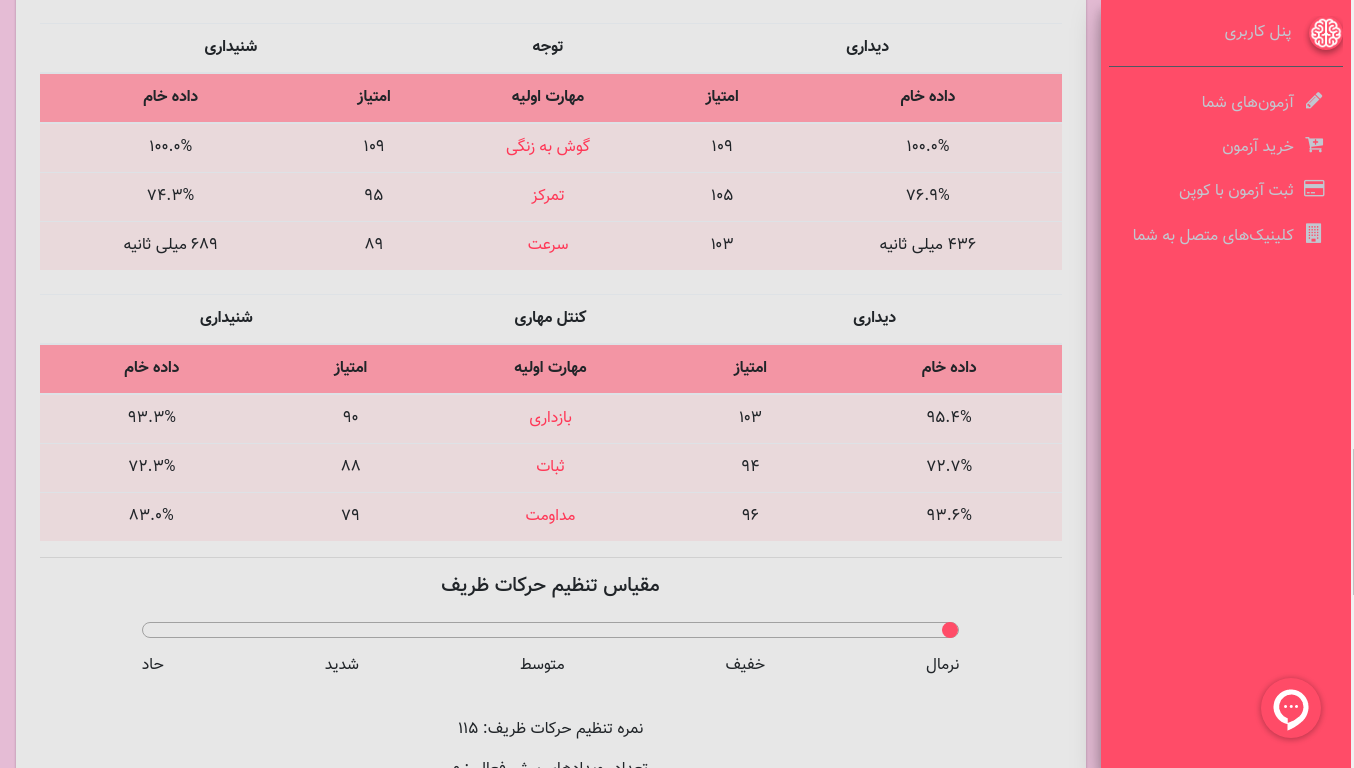 پنل کاربری
آزمون‌های شما
خرید آزمون
ثبت آزمون با کوپن
کلینیک‌های متصل به شما
دیداری توجه شنیداری
داده خام امتیاز مهارت اولیه امتیاز داده خام
۱۰۰.۰% ۱۰۹ گوش به زنگی ۱۰۹ ۱۰۰.۰%
۷۶.۹% ۱۰۵ تمرکز ۹۵ ۷۴.۳%
۴۳۶ میلی ثانیه ۱۰۳ سرعت ۸۹ ۶۸۹ میلی ثانیه
دیداری کنتل مهاری شنیداری
داده خام امتیاز مهارت اولیه امتیاز داده خام
۹۵.۴% ۱۰۳ بازداری ۹۰ ۹۳.۳%
۷۲.۷% ۹۴ ثبات ۸۸ ۷۲.۳%
۹۳.۶% ۹۶ مداومت ۷۹ ۸۳.۰%
مقیاس تنظیم حرکات ظریف
نرمال خفیف متوسط شدید حاد
نمره تنظیم حرکات ظریف: ۱۱۵